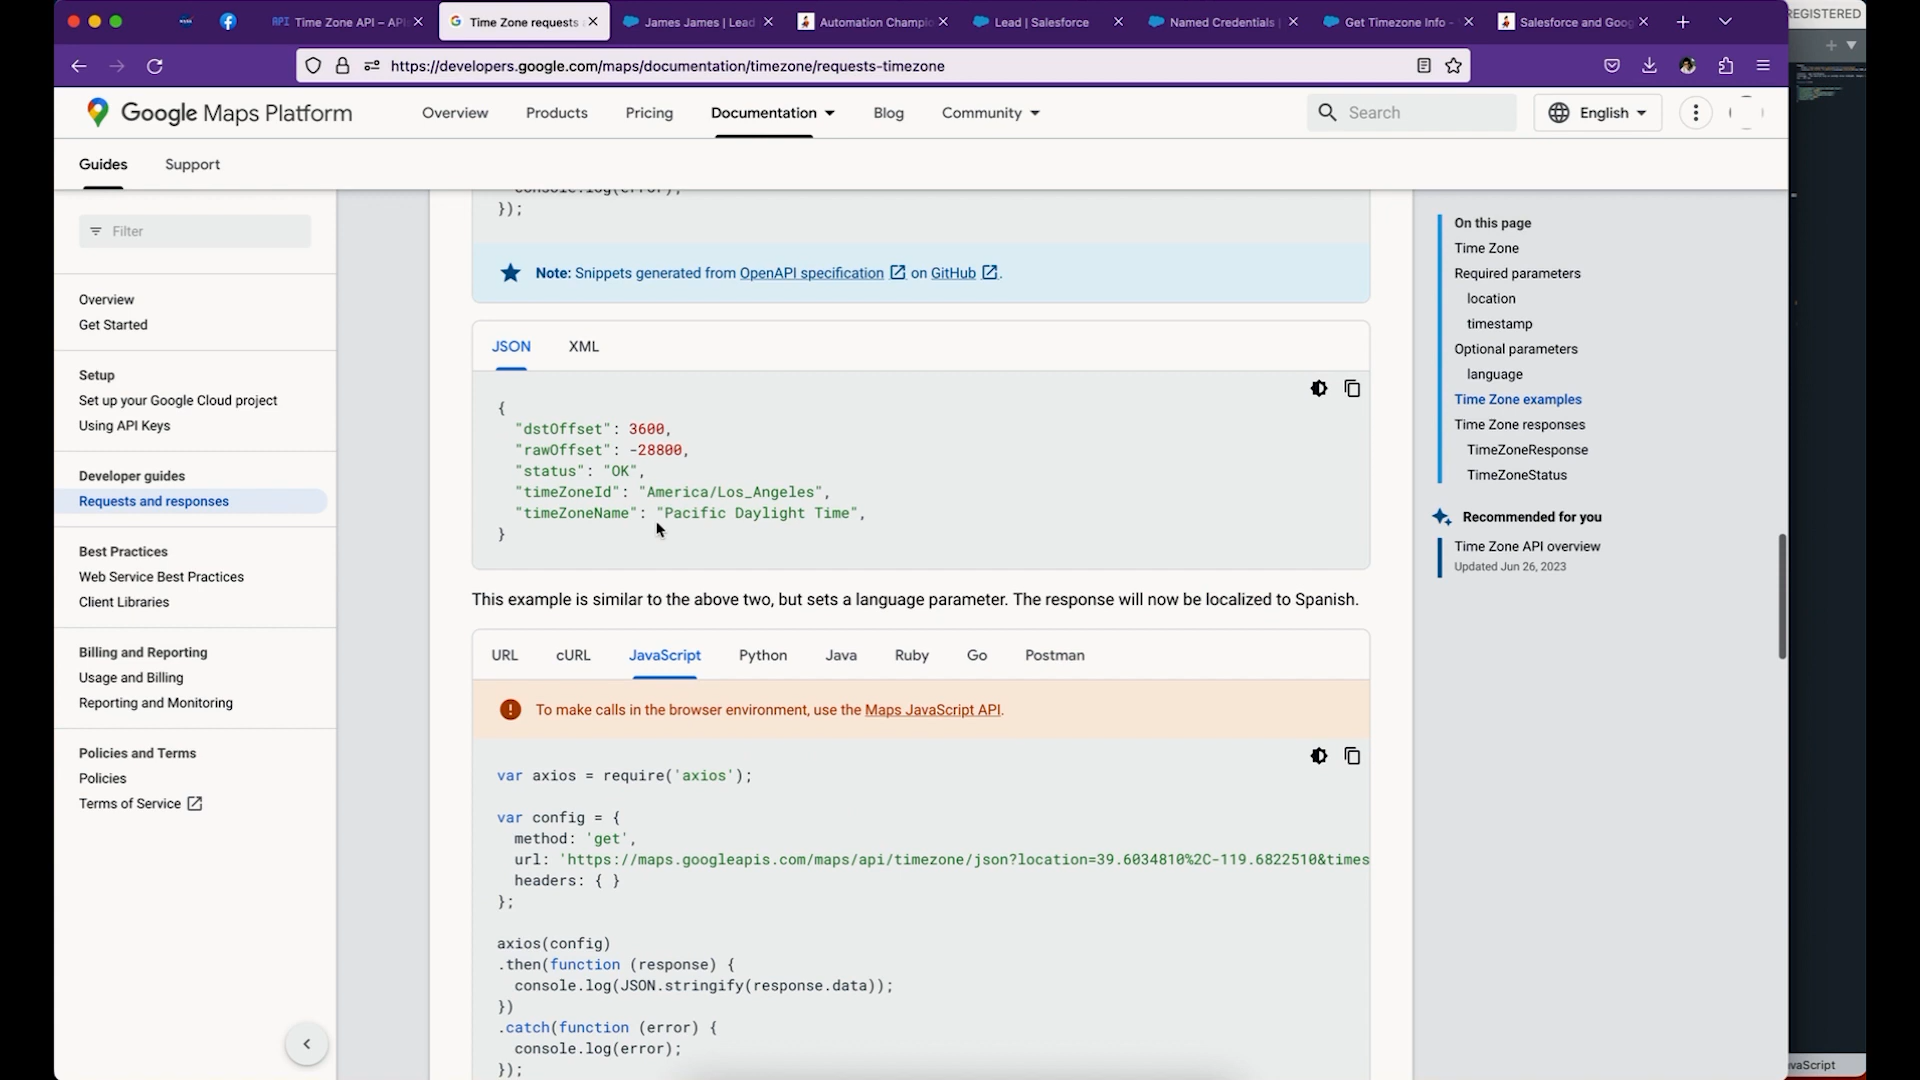 REGISTERED
API Time Zone API – API
Time Zone requests
James James | Lead
Automation Champio
Lead | Salesforce
Named Credentials |
Get Timezone Info -
Salesforce and Goog
https://developers.google.com/maps/documentation/timezone/requests-timezone
Google Maps Platform
Overview
Products
Pricing
Documentation
Blog
Community
Search
English
Guides
Support
Filter
Overview
Get Started
Setup
Set up your Google Cloud project
Using API Keys
Developer guides
Requests and responses
Best Practices
Web Service Best Practices
Client Libraries
Billing and Reporting
Usage and Billing
Reporting and Monitoring
Policies and Terms
Policies
Terms of Service
console.log(error);
});
Note: Snippets generated from OpenAPI specification on GitHub .
JSON XML
{
"dstOffset": 3600,
"rawOffset": -28800,
"status": "OK",
"timeZoneId": "America/Los_Angeles",
"timeZoneName": "Pacific Daylight Time",
}
This example is similar to the above two, but sets a language parameter. The response will now be localized to Spanish.
URL cURL JavaScript Python Java Ruby Go Postman
To make calls in the browser environment, use the Maps JavaScript API.
var axios = require('axios');
var config = {
method: 'get',
url: 'https://maps.googleapis.com/maps/api/timezone/json?location=39.6034810%2C-119.6822510&times
headers: { }
};
axios(config)
.then(function (response) {
console.log(JSON.stringify(response.data));
})
.catch(function (error) {
console.log(error);
});
On this page
Time Zone
Required parameters
location
timestamp
Optional parameters
language
Time Zone examples
Time Zone responses
TimeZoneResponse
TimeZoneStatus
Recommended for you
Time Zone API overview
Updated Jun 26, 2023
vaScript